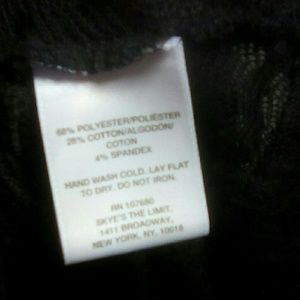 68% POLYESTER/POLIÉSTER
28% COTTON/ALGODÓN/
COTON
4% SPANDEX
HAND WASH COLD. LAY FLAT
TO DRY. DO NOT IRON.
RN 107680
SKYE'S THE LIMIT.
1411 BROADWAY,
NEW YORK, NY, 10018